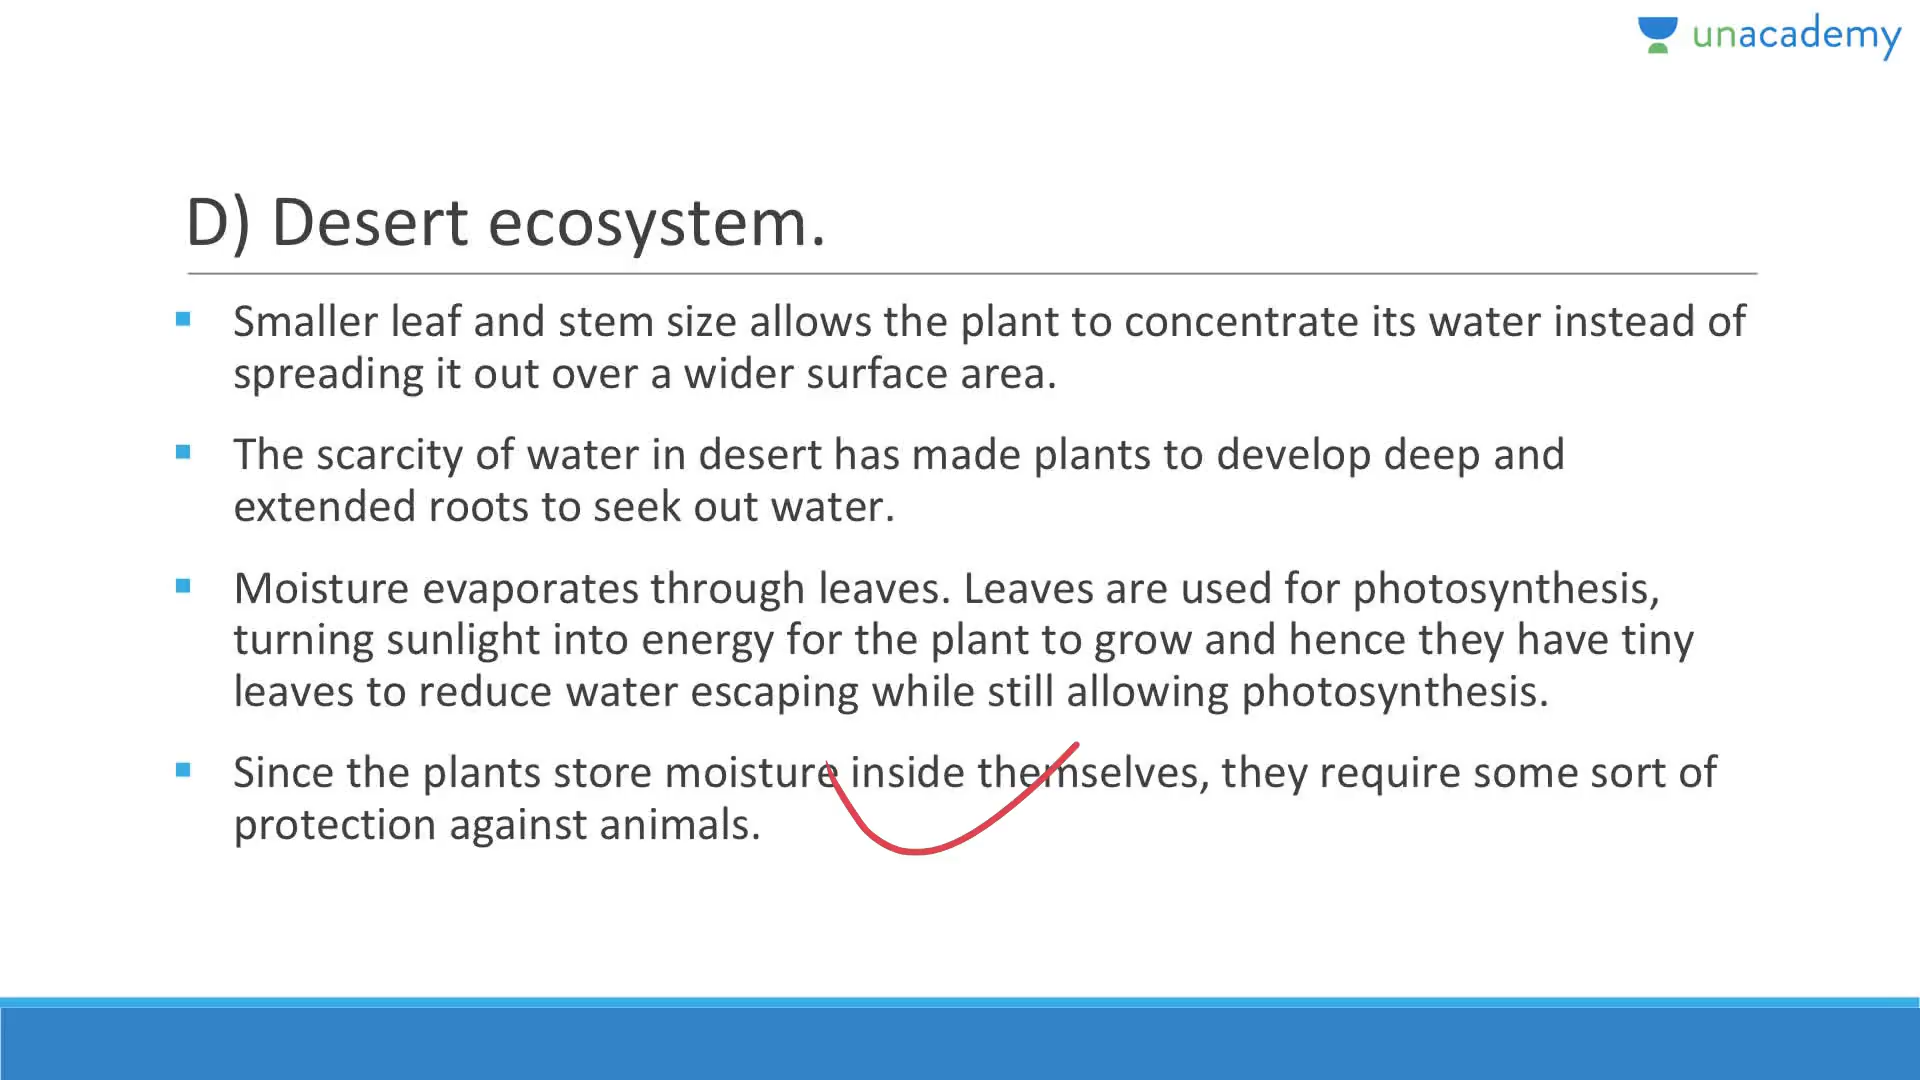 unacademy
D) Desert ecosystem.
▪ Smaller leaf and stem size allows the plant to concentrate its water instead of
spreading it out over a wider surface area.
▪ The scarcity of water in desert has made plants to develop deep and
extended roots to seek out water.
▪ Moisture evaporates through leaves. Leaves are used for photosynthesis,
turning sunlight into energy for the plant to grow and hence they have tiny
leaves to reduce water escaping while still allowing photosynthesis.
▪ Since the plants store moisture inside themselves, they require some sort of
protection against animals.